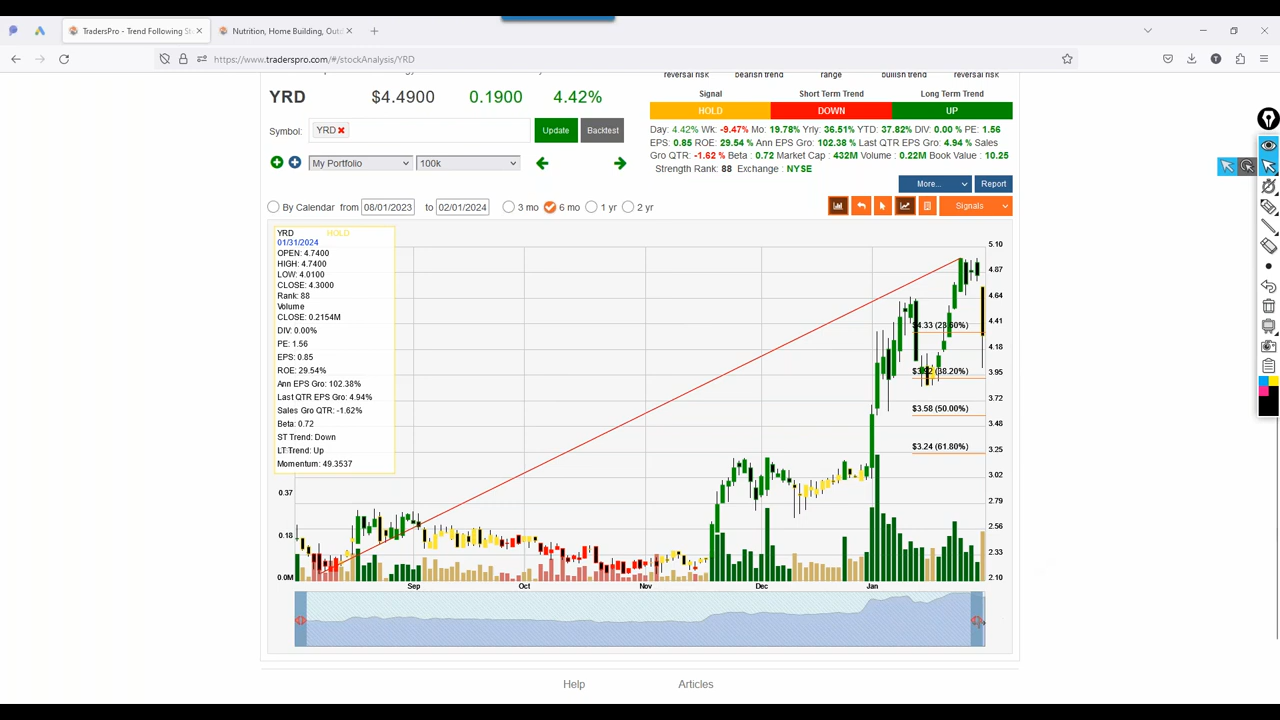 TradersPro - Trend Following St
Nutrition, Home Building, Outd
https://www.traderspro.com/#/stockAnalysis/YRD
reversal risk bearish trend range bullish trend reversal risk
YRD $4.4900 0.1900 4.42%
Signal Short Term Trend Long Term Trend
HOLD DOWN UP
Symbol: YRD Update Backtest
Day: 4.42% Wk: -9.47% Mo: 19.78% Yrly: 36.51% YTD: 37.82% DIV: 0.00 % PE: 1.56
EPS: 0.85 ROE: 29.54 % Ann EPS Gro: 102.38 % Last QTR EPS Gro: 4.94 % Sales
Gro QTR: -1.62 % Beta : 0.72 Market Cap : 432M Volume : 0.22M Book Value : 10.25
Strength Rank: 88 Exchange : NYSE
My Portfolio 100k
More... Report
By Calendar from 08/01/2023 to 02/01/2024 3 mo 6 mo 1 yr 2 yr Signals
YRD HOLD
01/31/2024
OPEN: 4.7400
HIGH: 4.7400
LOW: 4.0100
CLOSE: 4.3000
Rank: 88
Volume
CLOSE: 0.2154M
DIV: 0.00%
PE: 1.56
EPS: 0.85
ROE: 29.54%
Ann EPS Gro: 102.38%
Last QTR EPS Gro: 4.94%
Sales Gro QTR: -1.62%
Beta: 0.72
ST Trend: Down
LT Trend: Up
Momentum: 49.3537
5.10
4.87
4.64
4.41
4.18
3.95
3.72
3.48
3.25
3.02
2.79
2.56
2.33
2.10
$4.33 (23.60%)
(38.20%)
$3.58 (50.00%)
$3.24 (61.80%)
0.37
0.18
0.0M
Sep Oct Nov Dec Jan
Help Articles